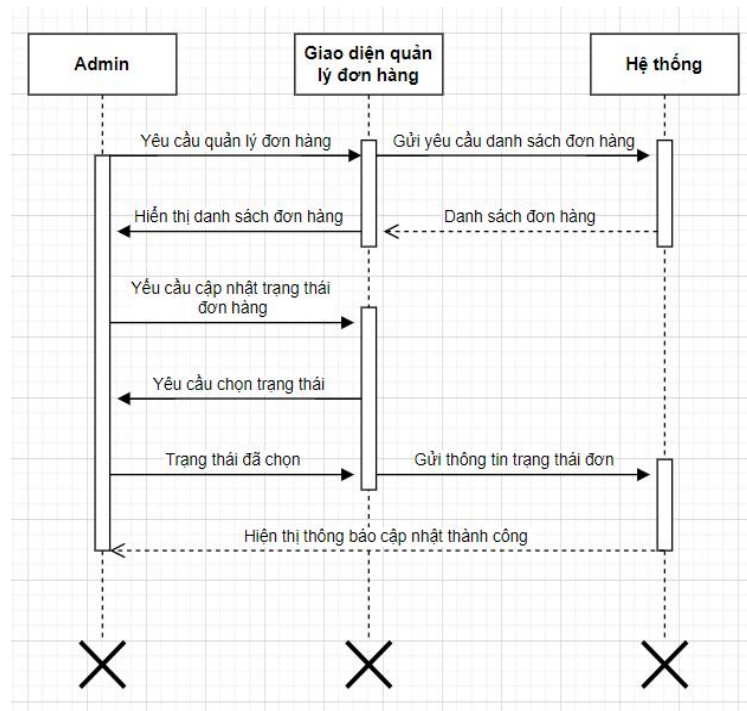 Admin
Giao diện quản
lý đơn hàng
Hệ thống
Yêu cầu quản lý đơn hàng
Gửi yêu cầu danh sách đơn hàng
Hiển thị danh sách đơn hàng
Danh sách đơn hàng
Yếu cầu cập nhật trạng thái
đơn hàng
Yêu cầu chọn trạng thái
Trạng thái đã chọn
Gửi thông tin trạng thái đơn
Hiện thị thông báo cập nhật thành công